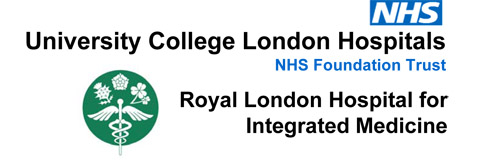 NHS
University College London Hospitals
NHS Foundation Trust
Royal London Hospital for
Integrated Medicine